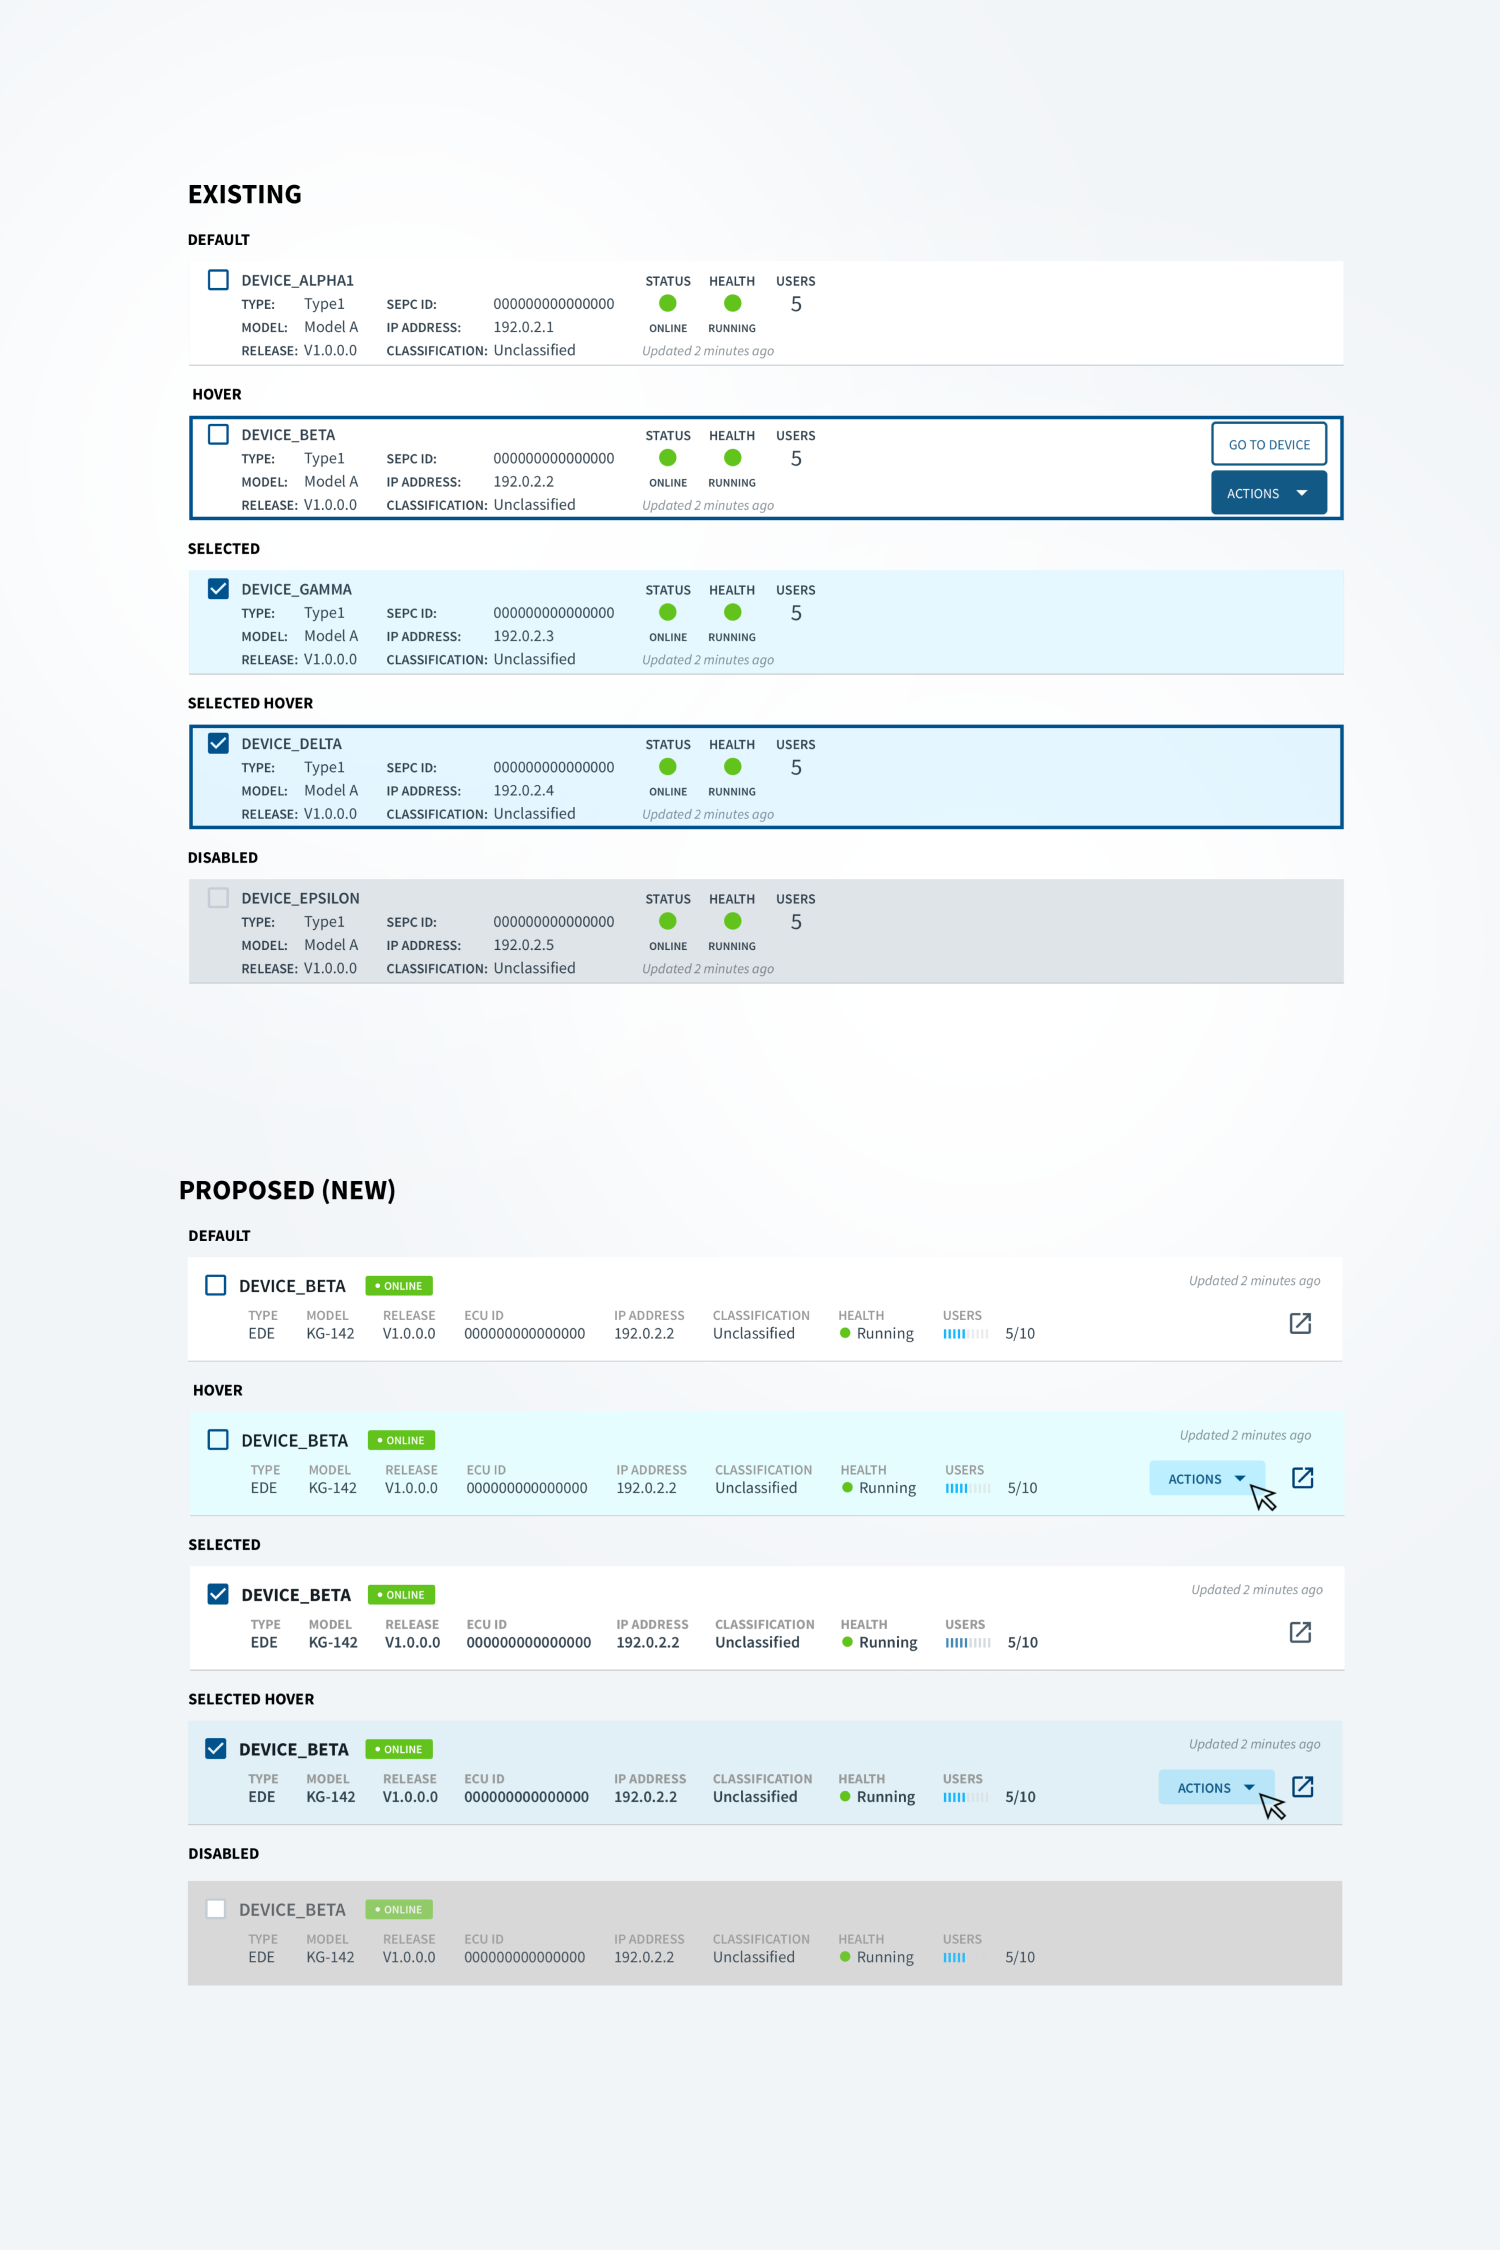 EXISTING
DEFAULT
DEVICE_ALPHA1 STATUS HEALTH USERS
TYPE: Type1 SEPC ID: 000000000000000 5
MODEL: Model A IP ADDRESS: 192.0.2.1 ONLINE RUNNING
RELEASE: V1.0.0.0 CLASSIFICATION: Unclassified Updated 2 minutes ago
HOVER
DEVICE_BETA STATUS HEALTH USERS GO TO DEVICE
TYPE: Type1 SEPC ID: 000000000000000 5
MODEL: Model A IP ADDRESS: 192.0.2.2 ONLINE RUNNING ACTIONS
RELEASE: V1.0.0.0 CLASSIFICATION: Unclassified Updated 2 minutes ago
SELECTED
DEVICE_GAMMA STATUS HEALTH USERS
TYPE: Type1 SEPC ID: 000000000000000 5
MODEL: Model A IP ADDRESS: 192.0.2.3 ONLINE RUNNING
RELEASE: V1.0.0.0 CLASSIFICATION: Unclassified Updated 2 minutes ago
SELECTED HOVER
DEVICE_DELTA STATUS HEALTH USERS
TYPE: Type1 SEPC ID: 000000000000000 5
MODEL: Model A IP ADDRESS: 192.0.2.4 ONLINE RUNNING
RELEASE: V1.0.0.0 CLASSIFICATION: Unclassified Updated 2 minutes ago
DISABLED
DEVICE_EPSILON STATUS HEALTH USERS
TYPE: Type1 SEPC ID: 000000000000000 5
MODEL: Model A IP ADDRESS: 192.0.2.5 ONLINE RUNNING
RELEASE: V1.0.0.0 CLASSIFICATION: Unclassified Updated 2 minutes ago
PROPOSED (NEW)
DEFAULT
DEVICE_BETA • ONLINE Updated 2 minutes ago
TYPE MODEL RELEASE ECU ID IP ADDRESS CLASSIFICATION HEALTH USERS
EDE KG-142 V1.0.0.0 000000000000000 192.0.2.2 Unclassified Running 5/10
HOVER
DEVICE_BETA • ONLINE Updated 2 minutes ago
TYPE MODEL RELEASE ECU ID IP ADDRESS CLASSIFICATION HEALTH USERS ACTIONS
EDE KG-142 V1.0.0.0 000000000000000 192.0.2.2 Unclassified Running 5/10
SELECTED
DEVICE_BETA • ONLINE Updated 2 minutes ago
TYPE MODEL RELEASE ECU ID IP ADDRESS CLASSIFICATION HEALTH USERS
EDE KG-142 V1.0.0.0 000000000000000 192.0.2.2 Unclassified Running 5/10
SELECTED HOVER
DEVICE_BETA • ONLINE Updated 2 minutes ago
TYPE MODEL RELEASE ECU ID IP ADDRESS CLASSIFICATION HEALTH USERS ACTIONS
EDE KG-142 V1.0.0.0 000000000000000 192.0.2.2 Unclassified Running 5/10
DISABLED
DEVICE_BETA • ONLINE
TYPE MODEL RELEASE ECU ID IP ADDRESS CLASSIFICATION HEALTH USERS
EDE KG-142 V1.0.0.0 000000000000000 192.0.2.2 Unclassified Running 5/10